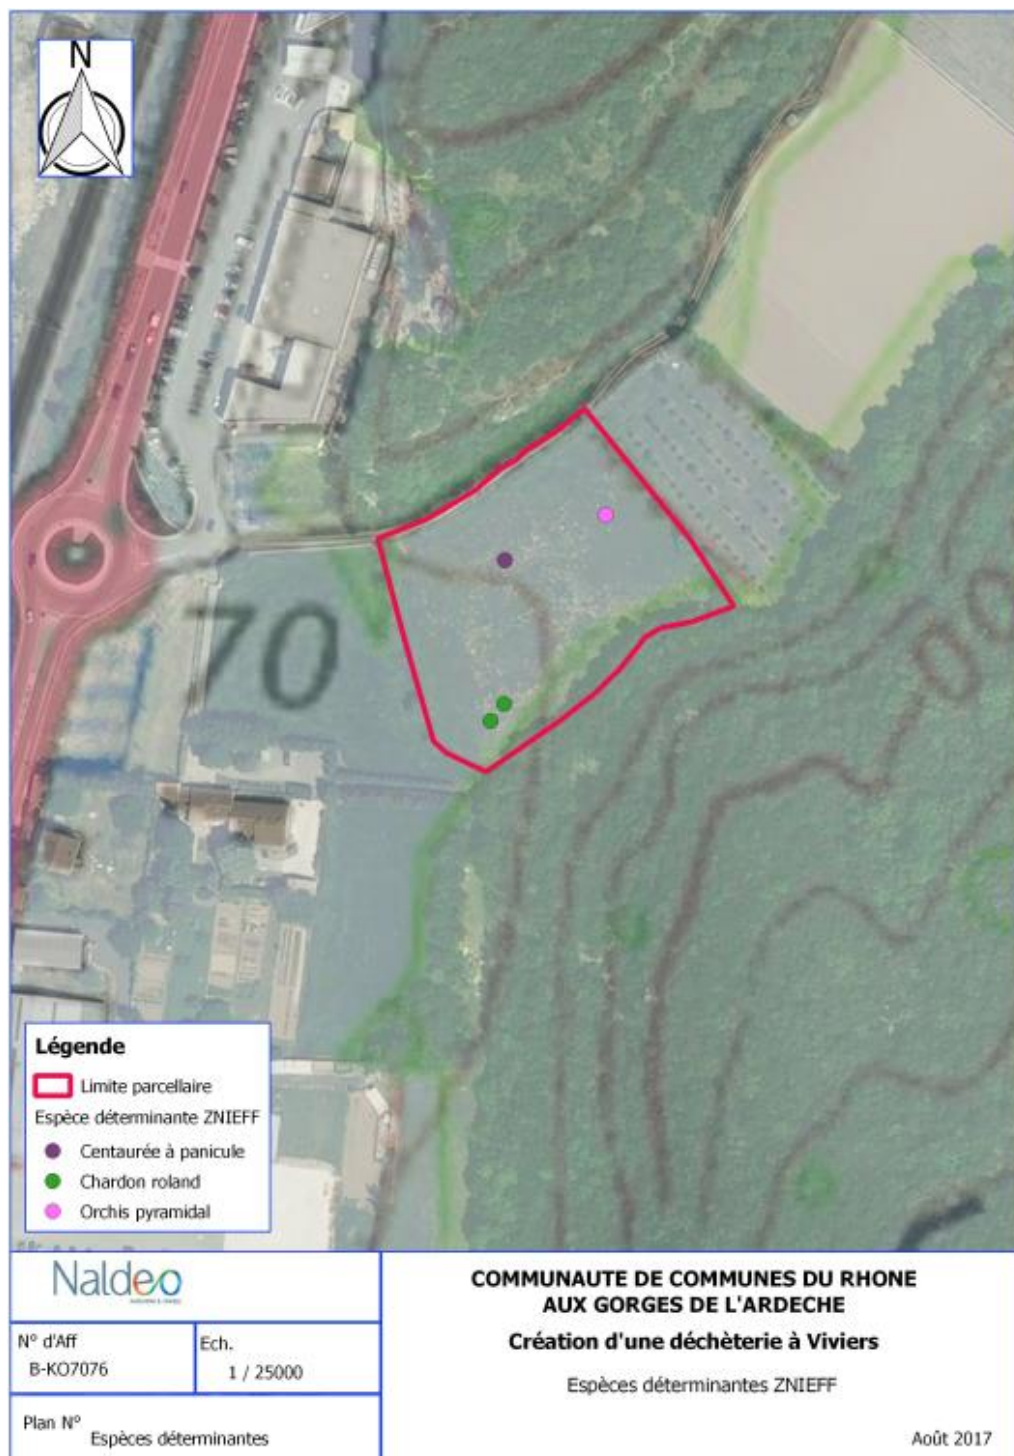 N
70
Légende
Limite parcellaire
Espèce déterminante ZNIEFF
Centaurée à panicule
Chardon roland
Orchis pyramidal
Naldeo
N° d'Aff
B-KO7076
Ech.
1 / 25000
Plan N°
Espèces déterminantes
COMMUNAUTE DE COMMUNES DU RHONE
AUX GORGES DE L'ARDECHE
Création d'une déchèterie à Viviers
Espèces déterminantes ZNIEFF
Août 2017